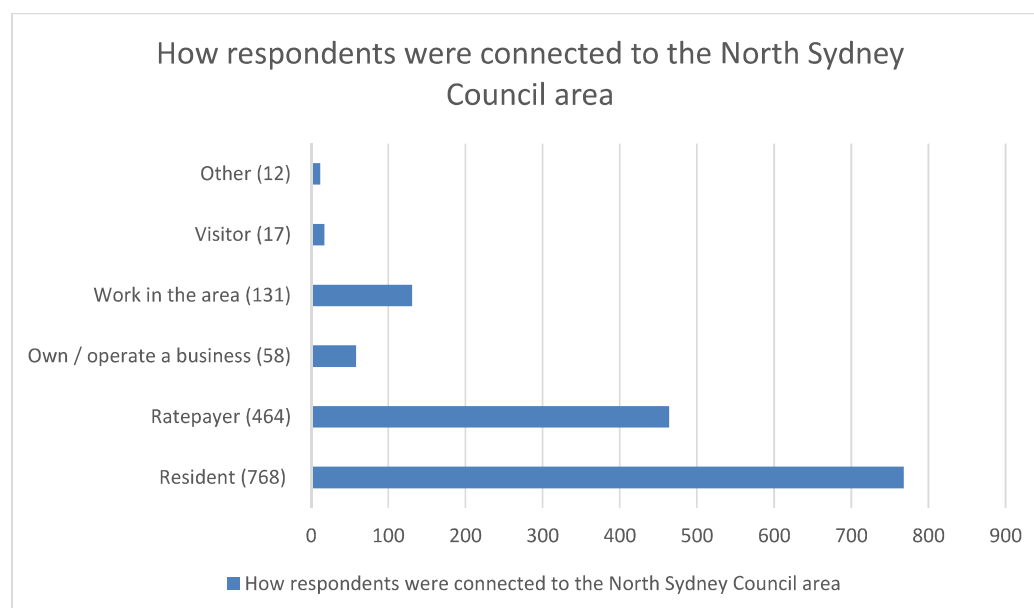 How respondents were connected to the North Sydney
Council area
Other (12)
Visitor (17)
Work in the area (131)
Own / operate a business (58)
Ratepayer (464)
Resident (768)
0 100 200 300 400 500 600 700 800 900
How respondents were connected to the North Sydney Council area